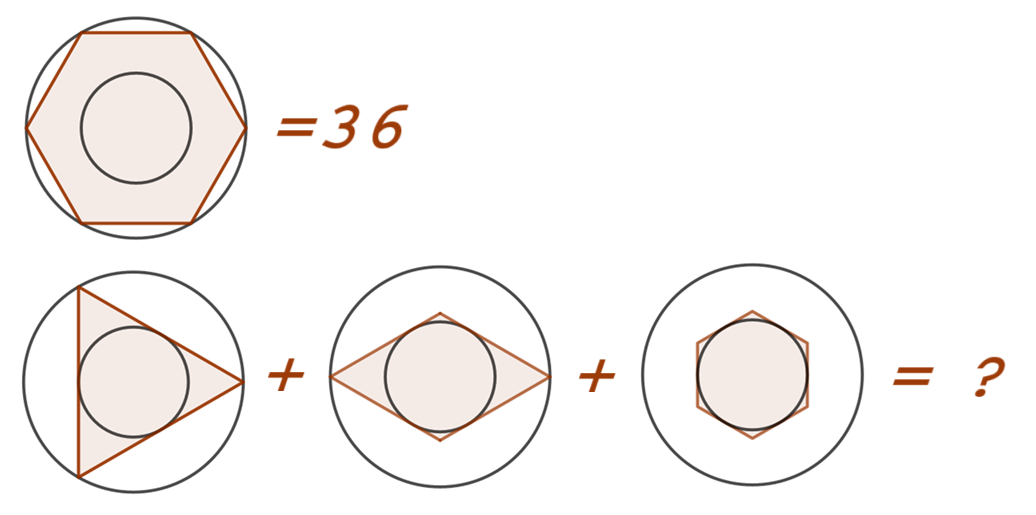 =36
+ + = ?